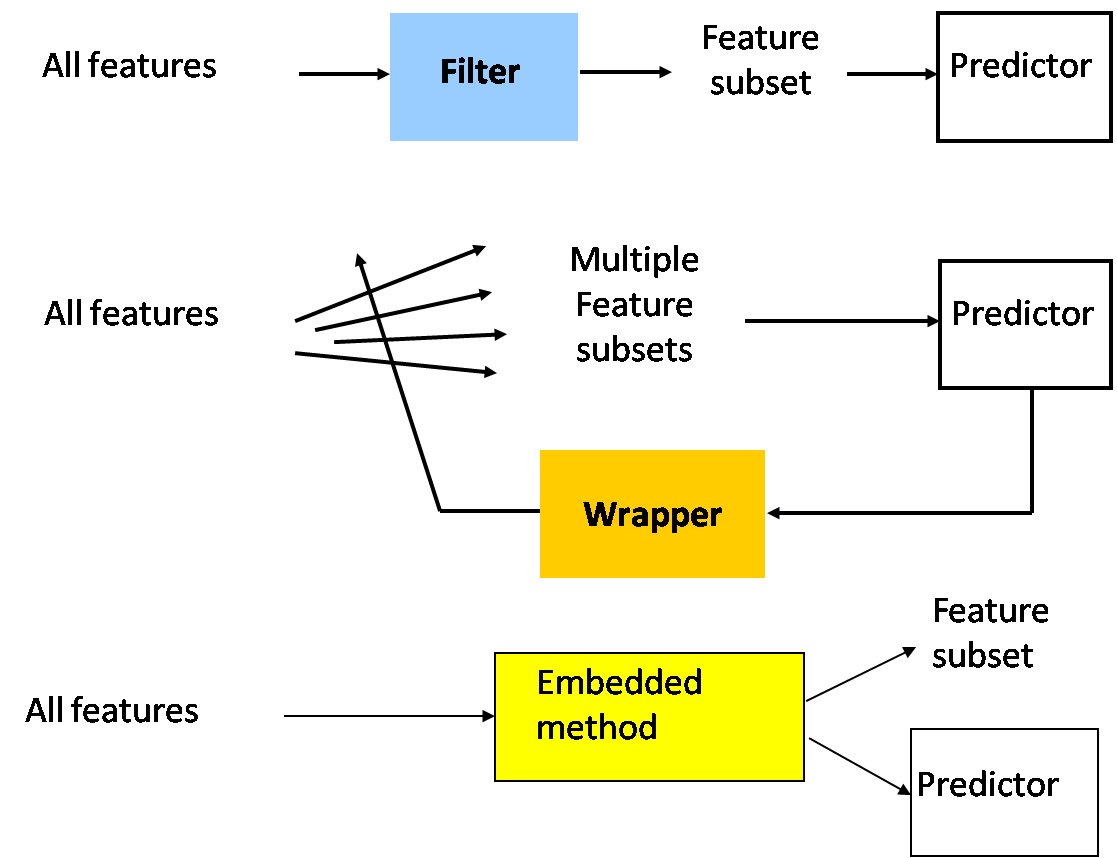 All features
Filter
Feature
subset
Predictor
All features
Multiple
Feature
subsets
Predictor
Wrapper
All features
Embedded
method
Feature
subset
Predictor